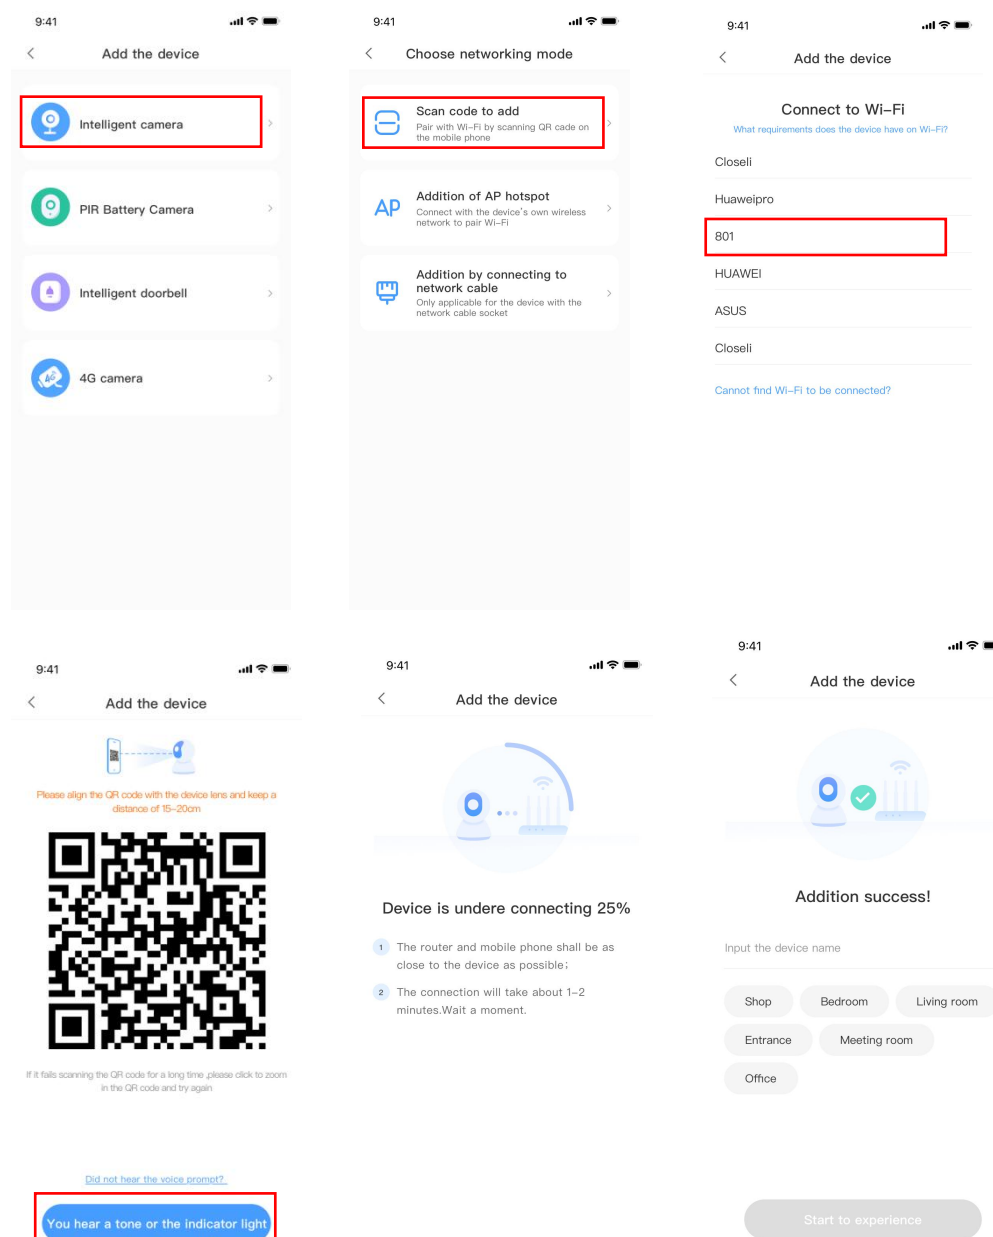 9:41
Add the device
Intelligent camera
PIR Battery Camera
Intelligent doorbell
4G camera
9:41
Choose networking mode
Scan code to add
Pair with Wi-Fi by scanning QR cade on
the mobile phone
AP
Addition of AP hotspot
Connect with the device's own wireless
network to pair Wi-Fi
Addition by connecting to
network cable
Only applicable for the device with the
network cable socket
9:41
Add the device
Connect to Wi-Fi
What requirements does the device have on Wi-Fi?
Closeli
Huaweipro
801
HUAWEI
ASUS
Closeli
Cannot find Wi-Fi to be connected?
9:41
Add the device
Please align the QR code with the device lens and keep a
distance of 15-20cm
If it fails scanning the QR code for a long time ,please click to zoom
in the QR code and try again
Did not hear the voice prompt?
You hear a tone or the indicator light
9:41
Add the device
Device is undere connecting 25%
1 The router and mobile phone shall be as
close to the device as possible;
2 The connection will take about 1-2
minutes.Wait a moment.
9:41
Add the device
Addition success!
Input the device name
Shop Bedroom Living room
Entrance Meeting room
Office
Start to experience